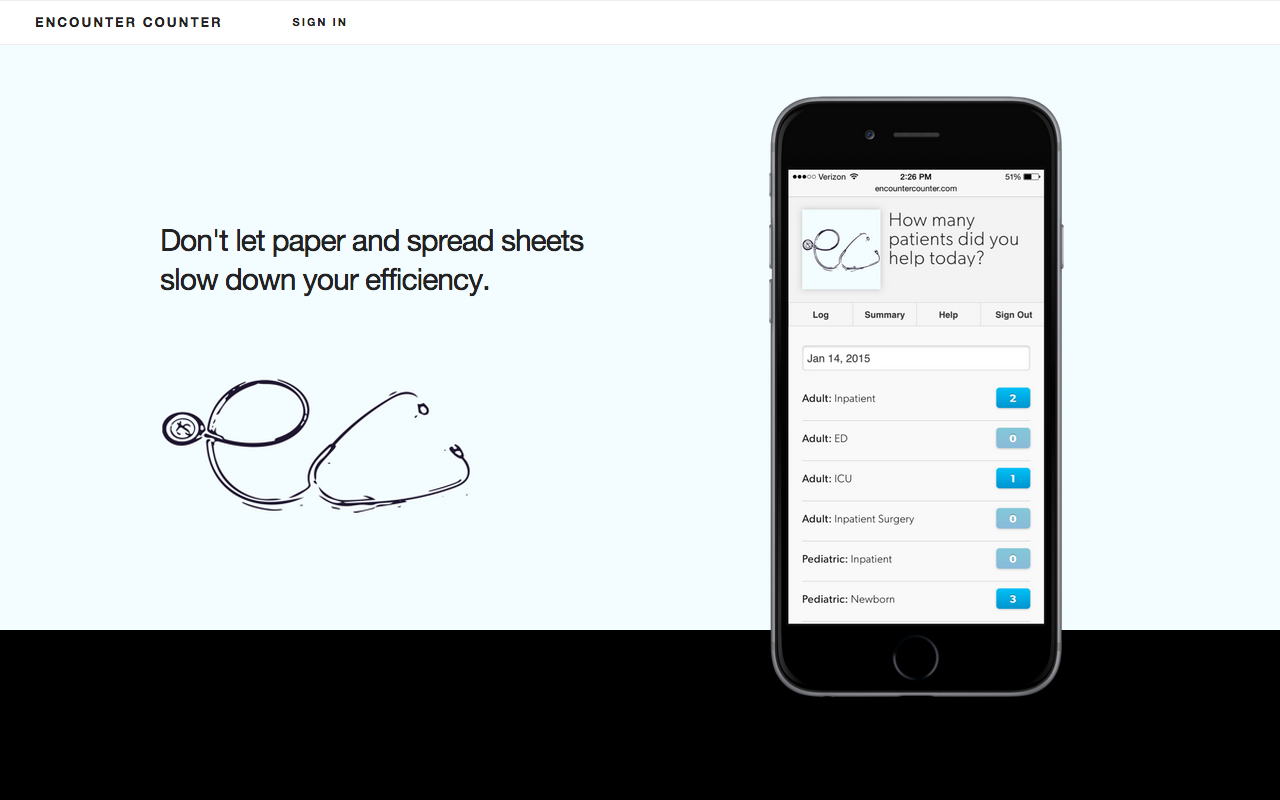 ENCOUNTER COUNTER
SIGN IN
Don't let paper and spread sheets
slow down your efficiency.
Verizon 2:26 PM 51%
encountercounter.com
How many
patients did you
help today?
Log Summary Help Sign Out
Jan 14, 2015
Adult: Inpatient 2
Adult: ED 0
Adult: ICU 1
Adult: Inpatient Surgery 0
Pediatric: Inpatient 0
Pediatric: Newborn 3